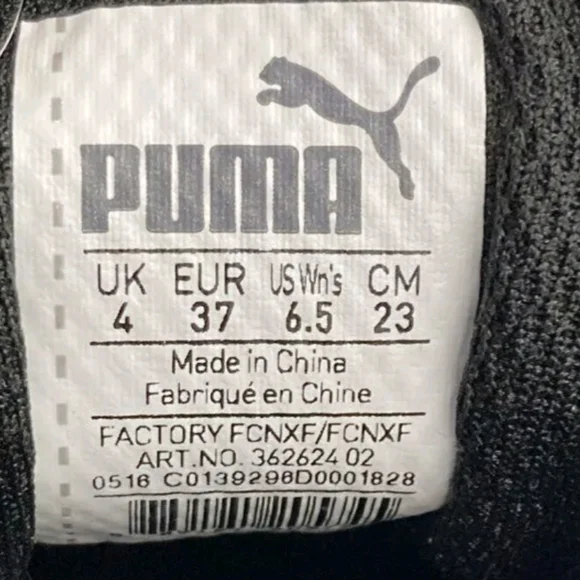 PUMA
UK EUR US Wn's CM
4 37 6.5 23
Made in China
Fabriqué en Chine
FACTORY FCNXF/FCNXF
ART.NO. 362624 02
0516 C0139296D0001828